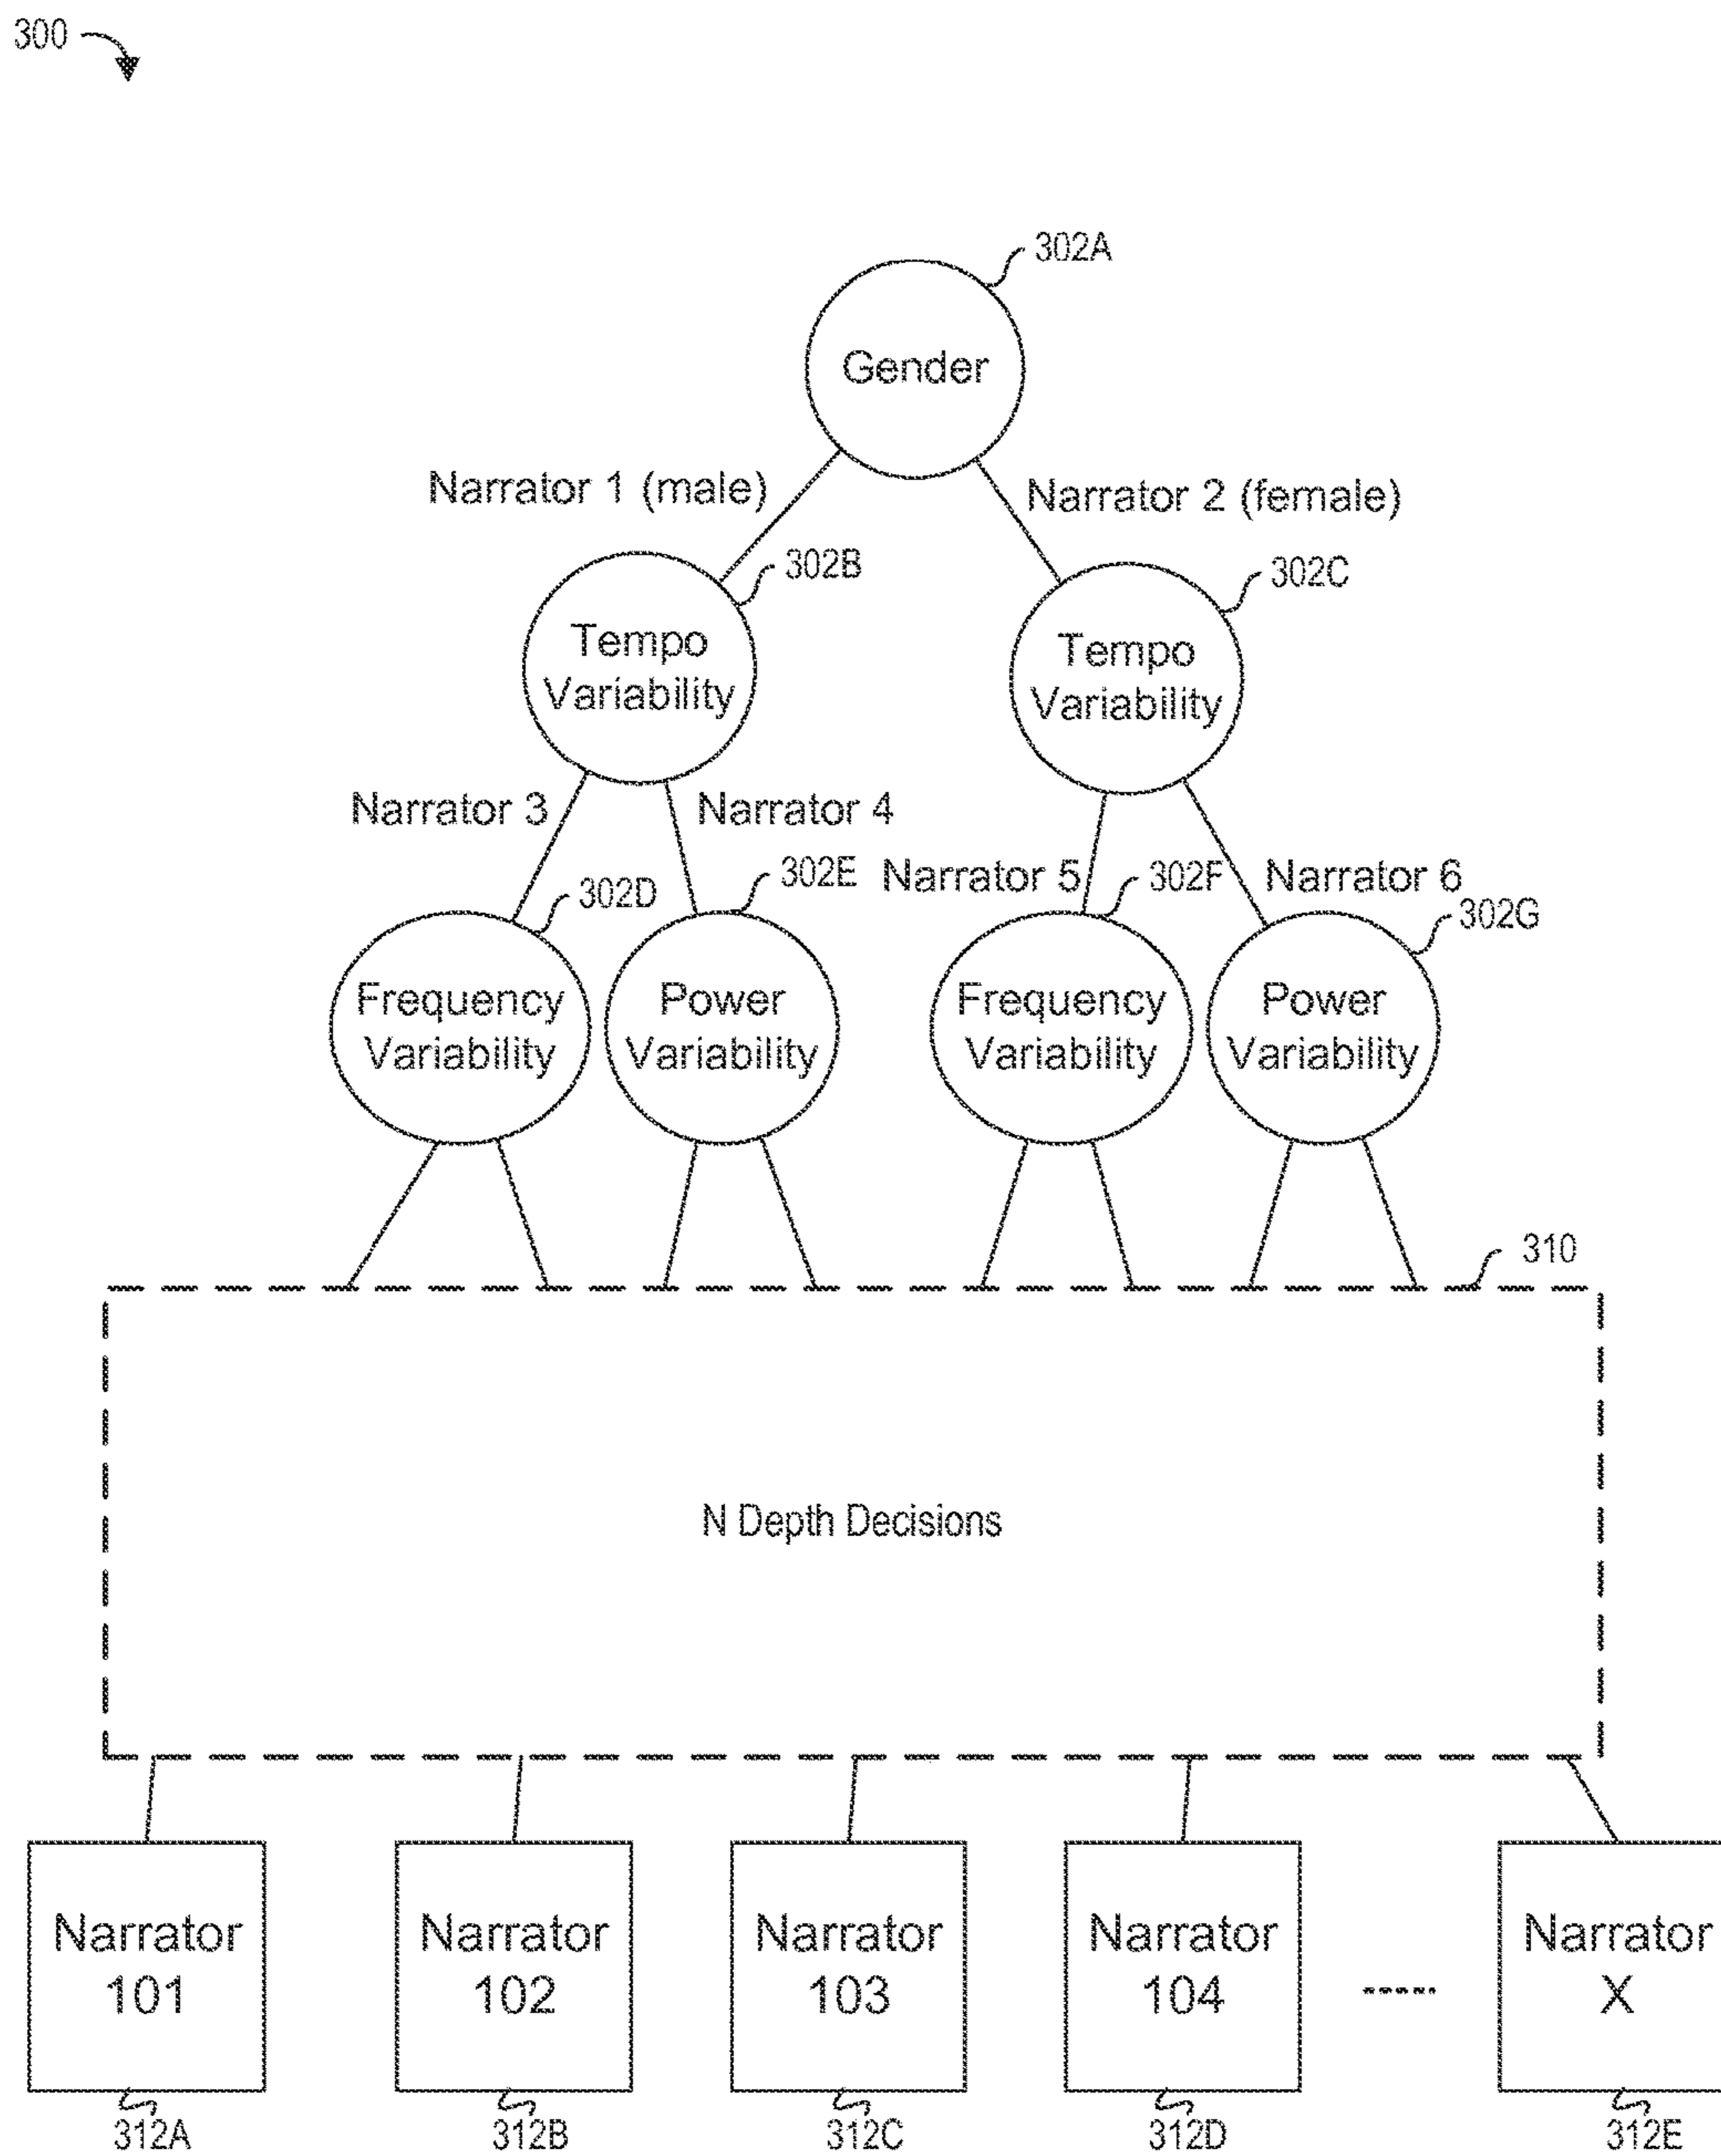 300
302A
Gender
Narrator 1 (male)
Narrator 2 (female)
302B
302C
Tempo
Variability
Tempo
Variability
Narrator 3
Narrator 4
302D
302E
Narrator 5
302F
Narrator 6
302G
Frequency
Variability
Power
Variability
Frequency
Variability
Power
Variability
310
N Depth Decisions
Narrator
101
Narrator
102
Narrator
103
Narrator
104
Narrator
X
312A
312B
312C
312D
312E